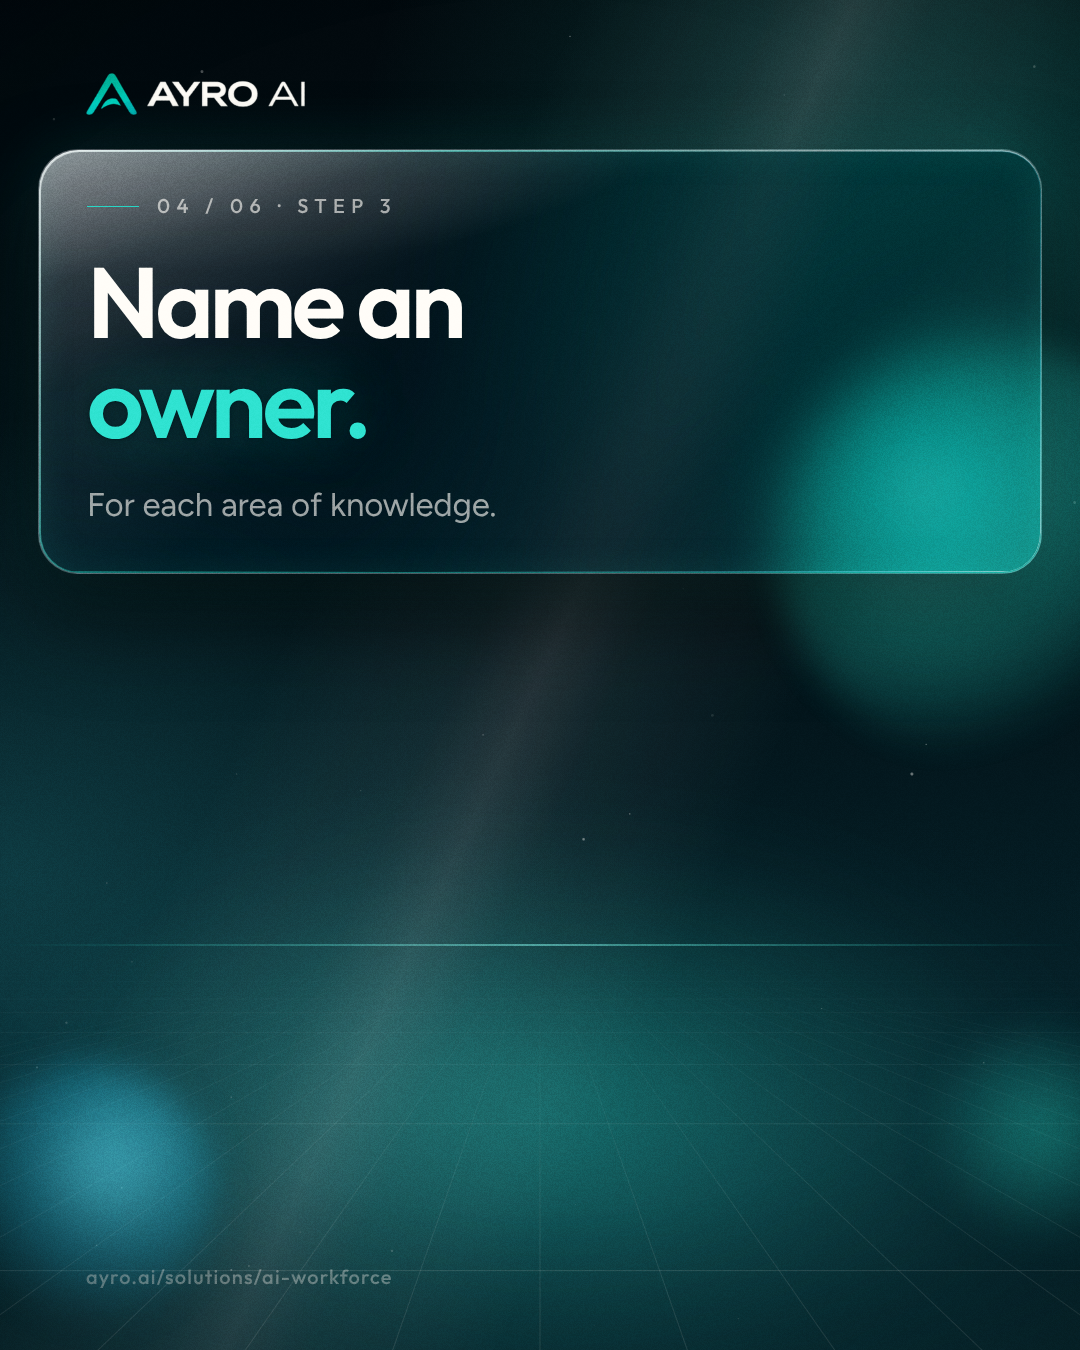 AYRO AI
04 / 06 · STEP 3
Name an
owner.
For each area of knowledge.
ayro.ai/solutions/ai-workforce